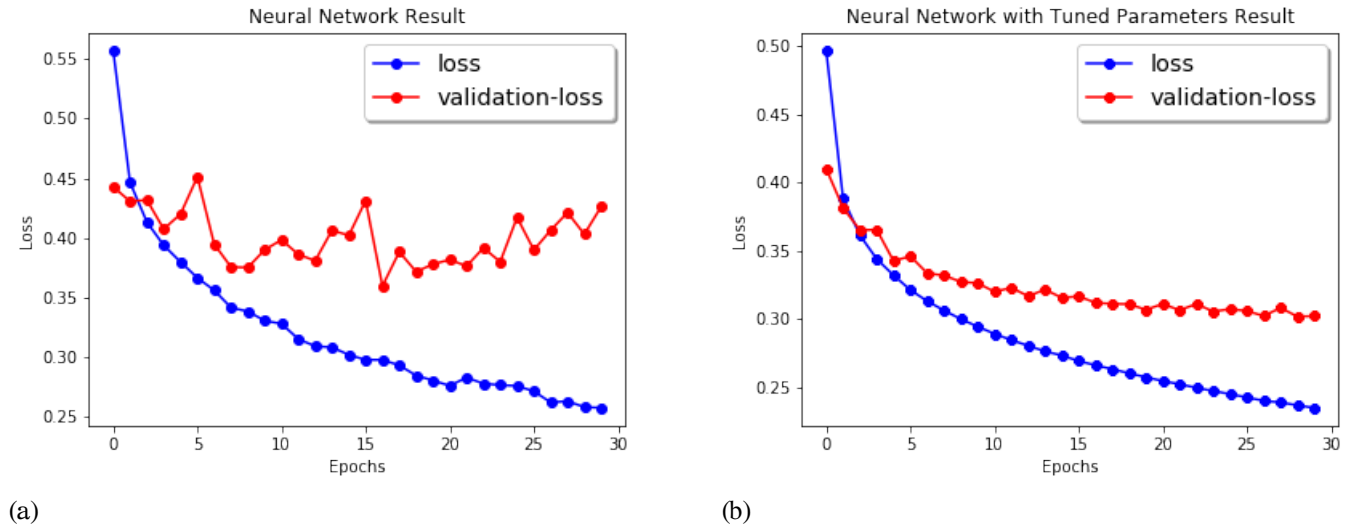 Neural Network Result
0.55
0.50
0.45
0.40
0.35
0.30
0.25
Loss
loss
validation-loss
0
5
10
15
20
25
30
Epochs
(a)
Neural Network with Tuned Parameters Result
0.50
0.45
0.40
0.35
0.30
0.25
Loss
loss
validation-loss
0
5
10
15
20
25
30
Epochs
(b)